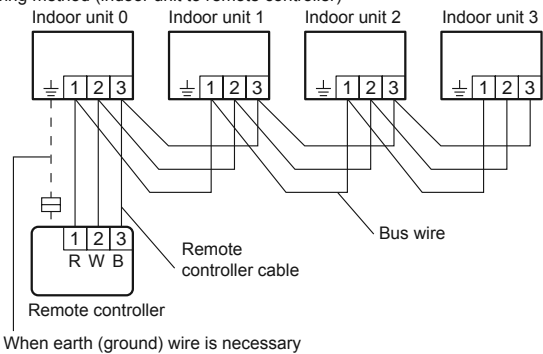 (indoor unit to remote controller)
Indoor unit 0 Indoor unit 1 Indoor unit 2 Indoor unit 3
1 2 3 1 2 3 1 2 3 1 2 3
Bus wire
1 2 3
R W B
Remote
controller cable
Remote controller
When earth (ground) wire is necessary